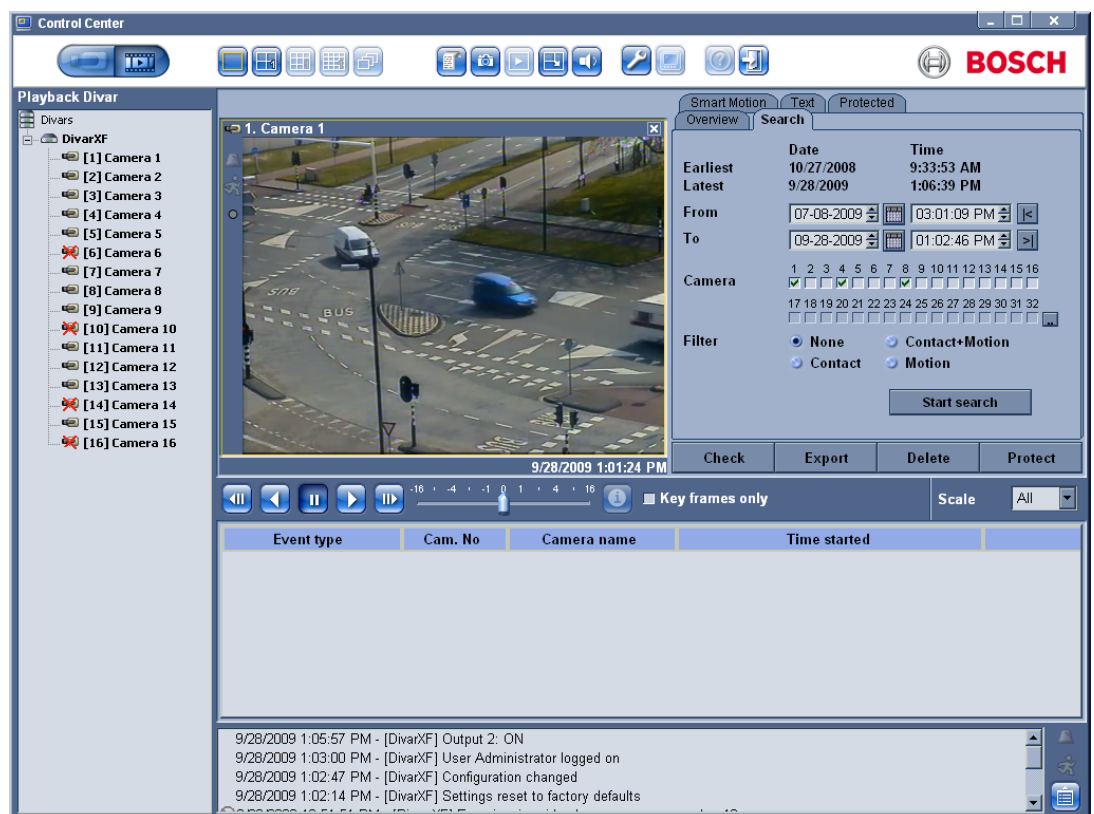 Control Center
BOSCH
Playback Divar
Divars
DivarXF
[1] Camera 1
[2] Camera 2
[3] Camera 3
[4] Camera 4
[5] Camera 5
[6] Camera 6
[7] Camera 7
[8] Camera 8
[9] Camera 9
[10] Camera 10
[11] Camera 11
[12] Camera 12
[13] Camera 13
[14] Camera 14
[15] Camera 15
[16] Camera 16
1. Camera 1
BUS
BUS
9/28/2009 1:01:24 PM
Smart Motion Text Protected
Overview Search
Date Time
Earliest 10/27/2008 9:33:53 AM
Latest 9/28/2009 1:06:39 PM
From 07-08-2009 03:01:09 PM
To 09-28-2009 01:02:46 PM
Camera 1 2 3 4 5 6 7 8 9 10 11 12 13 14 15 16
17 18 19 20 21 22 23 24 25 26 27 28 29 30 31 32
..
Filter None Contact+Motion
Contact Motion
Start search
Check Export Delete Protect
-16 -4 -1 0 1 4 16
Key frames only
Scale All
Event type Cam. No Camera name Time started
9/28/2009 1:05:57 PM - [DivarXF] Output 2: ON
9/28/2009 1:03:00 PM - [DivarXF] User Administrator logged on
9/28/2009 1:02:47 PM - [DivarXF] Configuration changed
9/28/2009 1:02:14 PM - [DivarXF] Settings reset to factory defaults